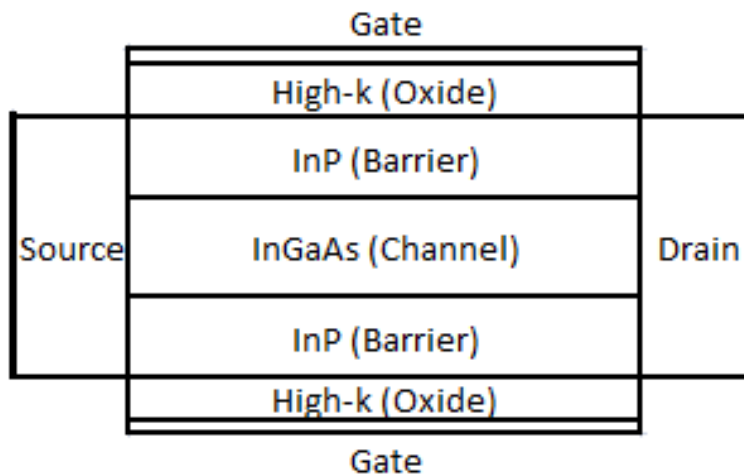 Gate
High-k (Oxide)
InP (Barrier)
Source InGaAs (Channel) Drain
InP (Barrier)
High-k (Oxide)
Gate